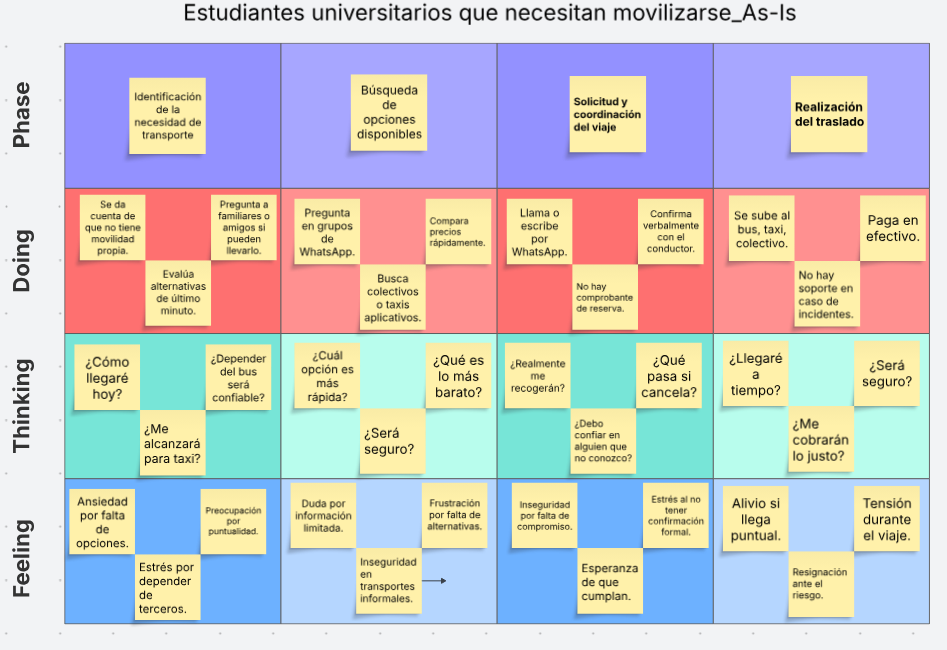 Estudiantes universitarios que necesitan movilizarse_As-Is
Phase
Identificación
de la
necesidad de
transporte
Búsqueda
de
opciones
disponibles
Solicitud y
coordinación
del viaje
Realización
del traslado
Doing
Se da
cuenta de
que no tiene
movilidad
propia.
Pregunta a
familiares o
amigos si
pueden
llevarlo.
Evalúa
alternativas
de último
minuto.
Pregunta
en grupos
de
WhatsApp.
Compara
precios
rápidamente.
Busca
colectivos
o taxis
aplicativos.
Llama o
escribe
por
WhatsApp.
Confirma
verbalmente
con el
conductor.
No hay
comprobante
de reserva.
Se sube al
bus, taxi,
colectivo.
Paga en
efectivo.
No hay
soporte en
caso de
incidentes.
Thinking
¿Cómo
llegaré
hoy?
¿Depender
del bus
será
confiable?
¿Me
alcanzará
para taxi?
¿Cuál
opción es
más
rápida?
¿Qué es
lo más
barato?
¿Será
seguro?
¿Realmente
me
recogerán?
¿Qué
pasa si
cancela?
¿Debo
confiar en
alguien que
no conozco?
¿Llegaré
a
tiempo?
¿Será
seguro?
¿Me
cobrarán
lo justo?
Feeling
Ansiedad
por falta
de
opciones.
Preocupación
por
puntualidad.
Estrés por
depender
de
terceros.
Duda por
información
limitada.
Frustración
por falta de
alternativas.
Inseguridad
en
transportes
informales.
Inseguridad
por falta de
compromiso.
Estrés al no
tener
confirmación
formal.
Esperanza
de que
cumplan.
Alivio si
llega
puntual.
Tensión
durante
el viaje.
Resignación
ante el
riesgo.